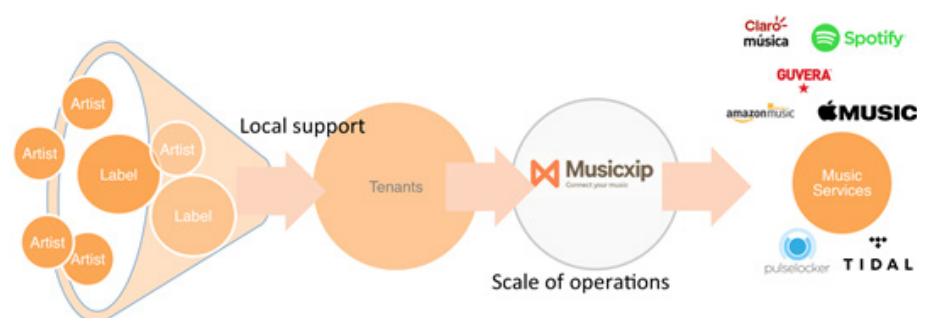 Artist
Artist
Label
Artist
Label
Artist
Artist
Local support
Tenants
Musicxip
Connect your music
Scale of operations
Claro-
música
Spotify
GUVERA
amazonmusic
MUSIC
Music
Services
pulselocker
TIDAL